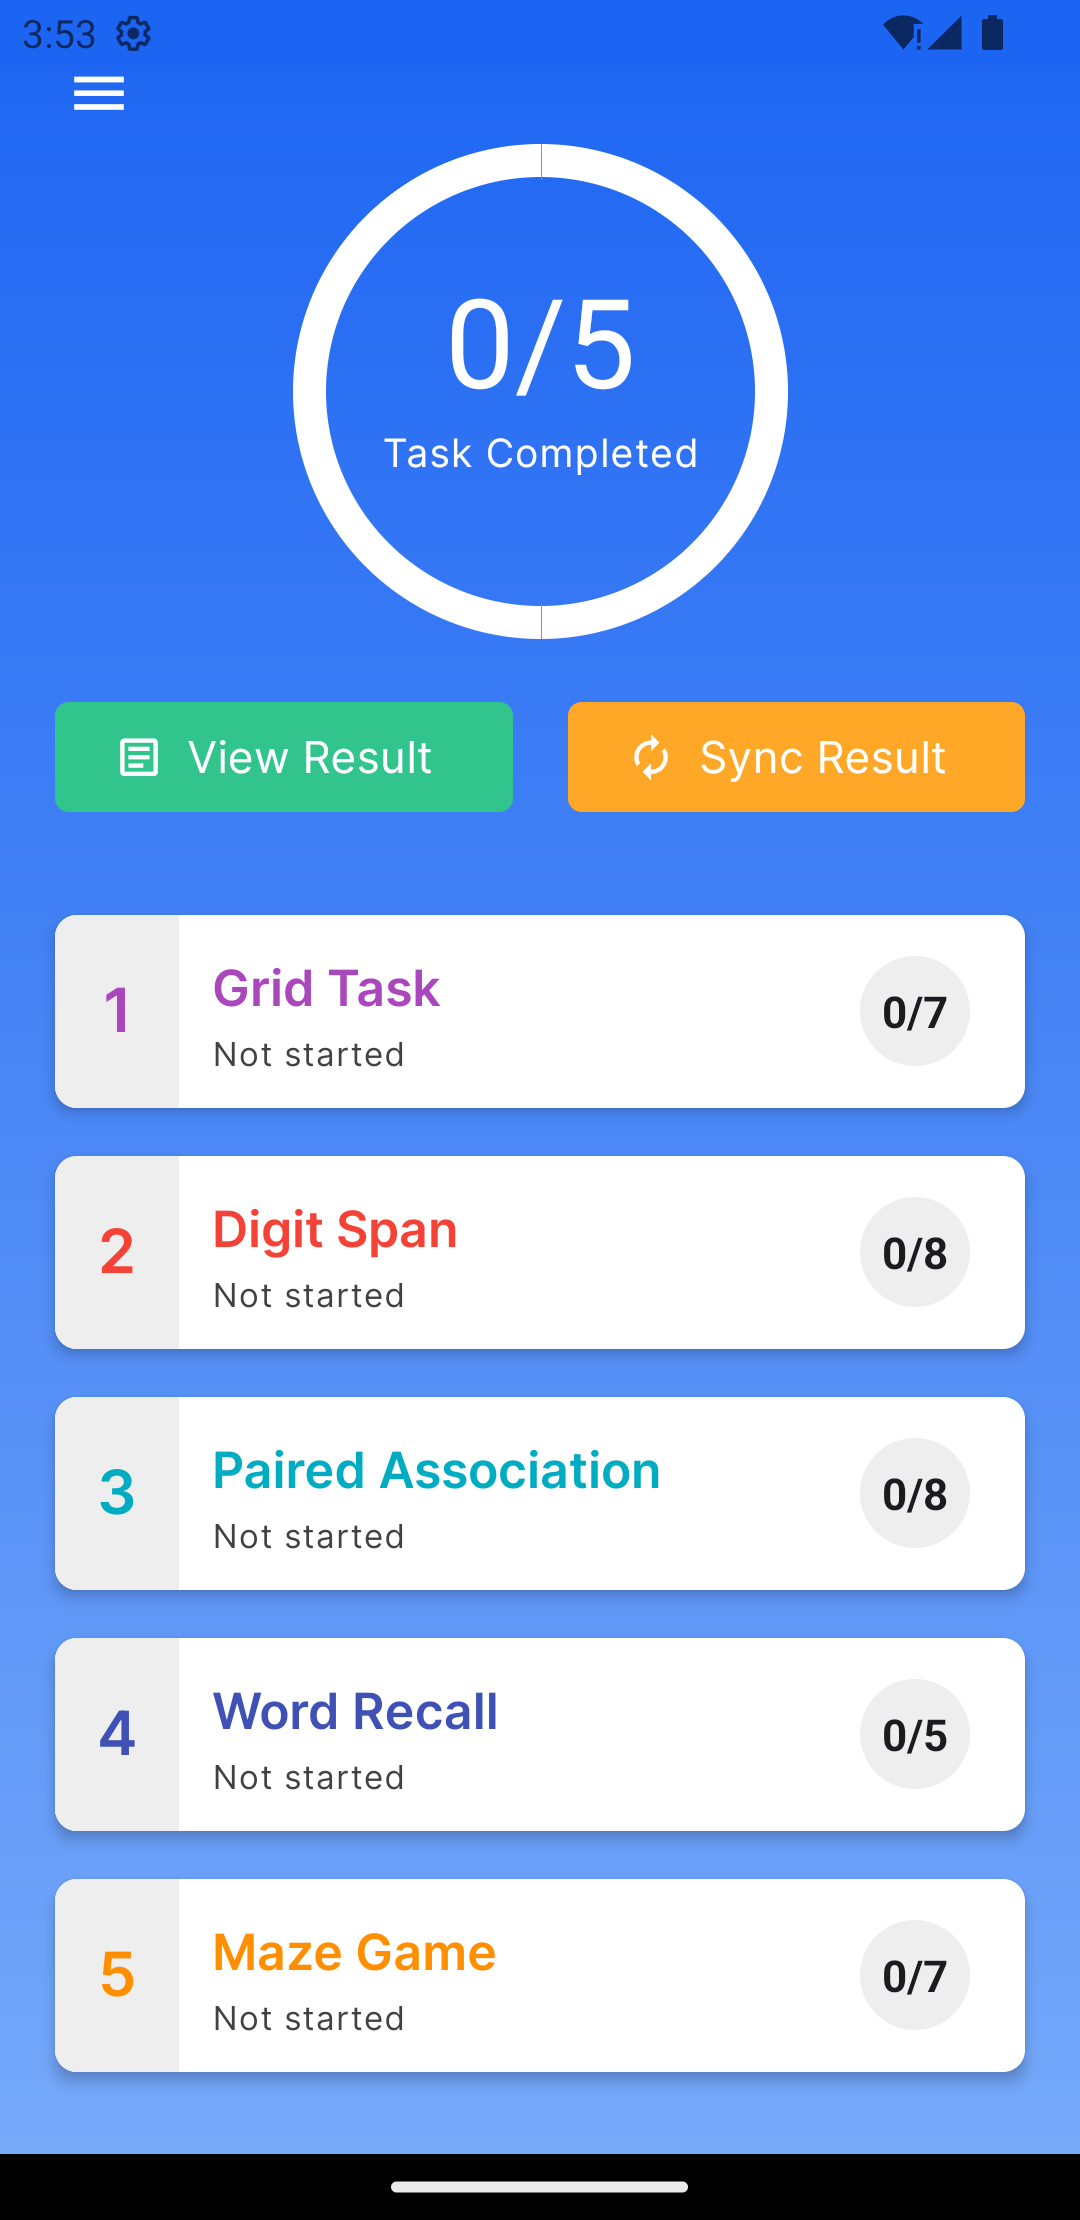 3:53
0/5
Task Completed
View Result
Sync Result
1
Grid Task
Not started
0/7
2
Digit Span
Not started
0/8
3
Paired Association
Not started
0/8
4
Word Recall
Not started
0/5
5
Maze Game
Not started
0/7